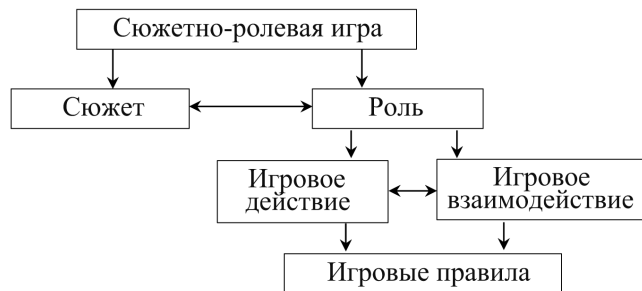 Сюжетно-ролевая игра
Сюжет
Роль
Игровое
действие
Игровое
взаимодействие
Игровые правила